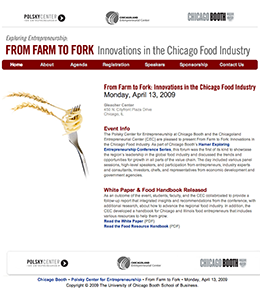 POLSKY CENTER
CHICAGOLAND
Entrepreneurial Center
CHICAGO BOOTH
Exploring Entrepreneurship:
FROM FARM TO FORK Innovations in the Chicago Food Industry
Home About Agenda Registration Speakers Sponsorship Contact Us
From Farm to Fork: Innovations in the Chicago Food Industry
Monday, April 13, 2009
Gleacher Center
450 N. Cityfront Plaza Drive
Chicago, IL
Event Info
The Polsky Center for Entrepreneurship at Chicago Booth and the Chicagoland
Entrepreneurial Center (CEC) are pleased to present From Farm to Fork: Innovations in
the Chicago Food Industry. As part of Chicago Booth's Hamer Exploring
Entrepreneurship Conference Series, this forum was the first of its kind to showcase
the region's leadership in the global food industry and discussed the trends and
opportunities for growth in all parts of the value chain. The day included various panel
sessions, high-level speakers, and participation from entrepreneurs, industry experts
and consultants, investors, chefs, and representatives from economic development and
government agencies.
White Paper & Food Handbook Released
As an outcome of the event, students, faculty, and the CEC collaborated to provide a
follow-up report that integrated insights and recommendations from the conference, with
additional research, about how to advance the regional food industry. In addition, the
CEC developed a handbook for Chicago and Illinois food entrepreneurs that includes
various resources to help them grow.
Read the White Paper (PDF)
Read the Food Resource Handbook (PDF)
POLSKY CENTER
CHICAGOLAND
Entrepreneurial Center
CHICAGO BOOTH
Chicago Booth • Polsky Center for Entrepreneurship • From Farm to Fork • Monday, April 13, 2009
Copyright © 2009 The University of Chicago Booth School of Business